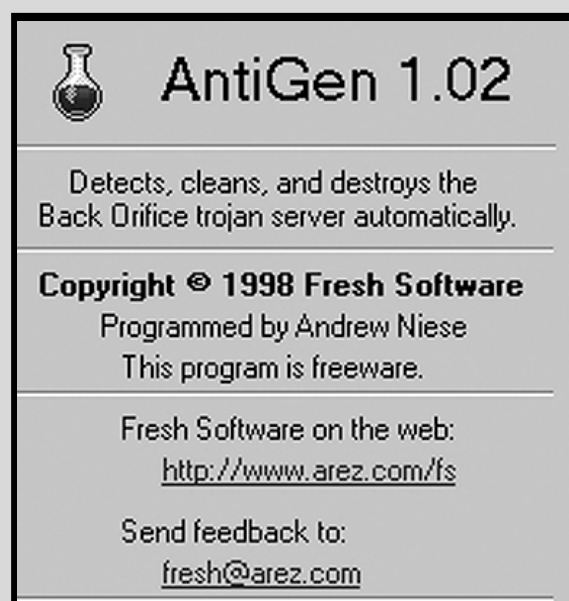 AntiGen 1.02
Detects, cleans, and destroys the
Back Orifice trojan server automatically.
Copyright © 1998 Fresh Software
Programmed by Andrew Niese
This program is freeware.
Fresh Software on the web:
http://www.arez.com/fs
Send feedback to:
fresh@arez.com